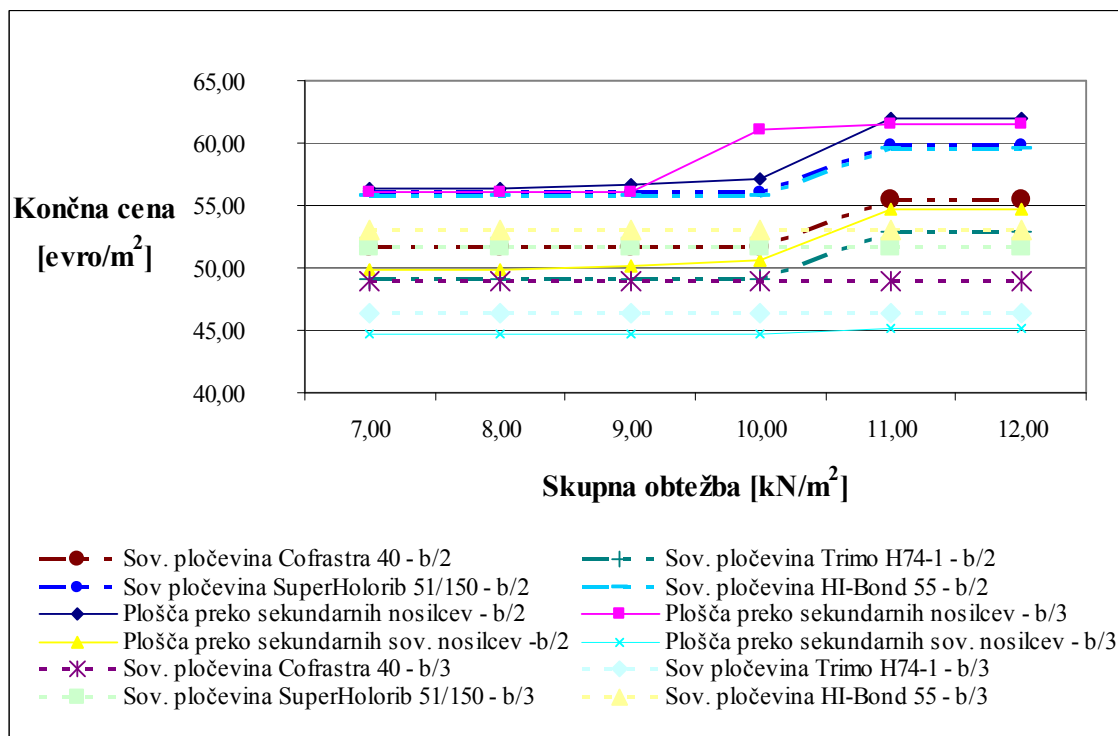 65,00
60,00
55,00
50,00
45,00
40,00
Končna cena
[evro/m²]
7,00 8,00 9,00 10,00 11,00 12,00
Skupna obtežba [kN/m²]
Sov. pločevina Cofrastra 40 - b/2
Sov. pločevina Trimo H74-1 - b/2
Sov pločevina SuperHolorib 51/150 - b/2
Sov. pločevina HI-Bond 55 - b/2
Plošča preko sekundarnih nosilcev - b/2
Plošča preko sekundarnih nosilcev - b/3
Plošča preko sekundarnih sov. nosilcev -b/2
Plošča preko sekundarnih sov. nosilcev - b/3
Sov. pločevina Cofrastra 40 - b/3
Sov pločevina Trimo H74-1 - b/3
Sov. pločevina SuperHolorib 51/150 - b/3
Sov. pločevina HI-Bond 55 - b/3